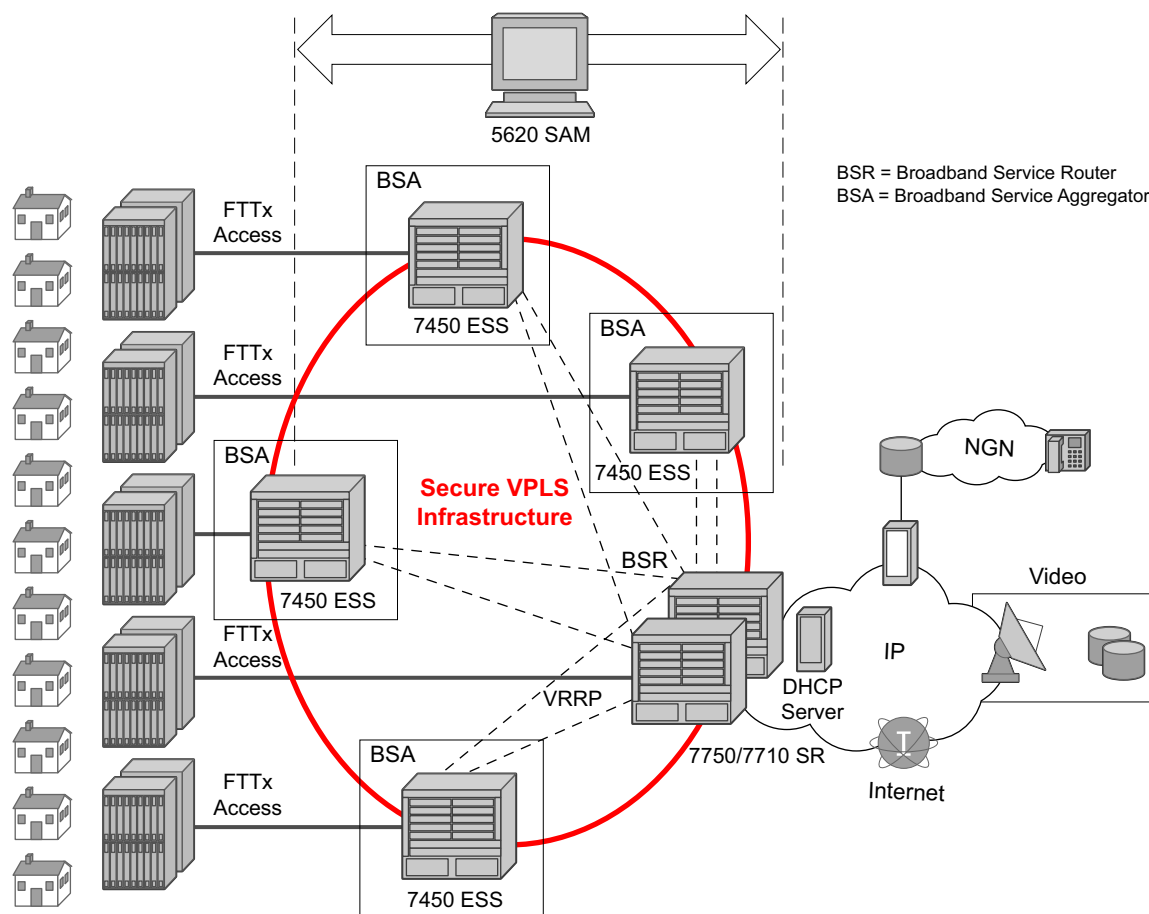 5620 SAM
BSR = Broadband Service Router
BSA = Broadband Service Aggregator
BSA
FTTx
Access
7450 ESS
BSA
FTTx
Access
7450 ESS
NGN
BSA
Secure VPLS
Infrastructure
BSR
7450 ESS
Video
FTTx
Access
IP
DHCP
Server
VRRP
7750/7710 SR
BSA
Internet
FTTx
Access
7450 ESS
T